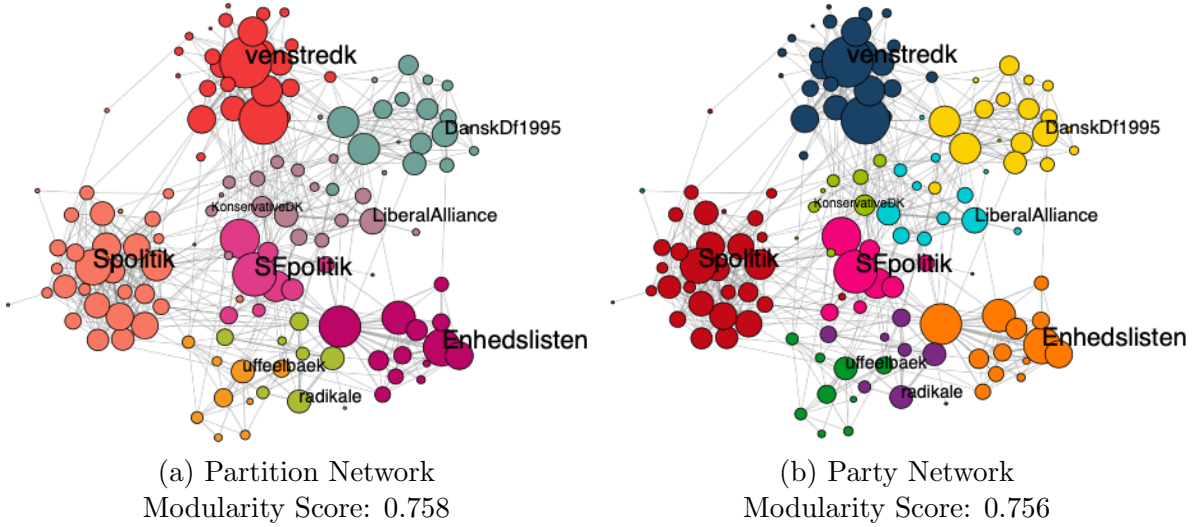 venstredk
DanskDf1995
KonservativeDK
LiberalAlliance
Spolitik
SFpolitik
Enhedslisten
uffeelbaek
radikale
(a) Partition Network
Modularity Score: 0.758
venstredk
DanskDf1995
KonservativeDK
LiberalAlliance
Spolitik
SFpolitik
Enhedslisten
uffeelbaek
radikale
(b) Party Network
Modularity Score: 0.756